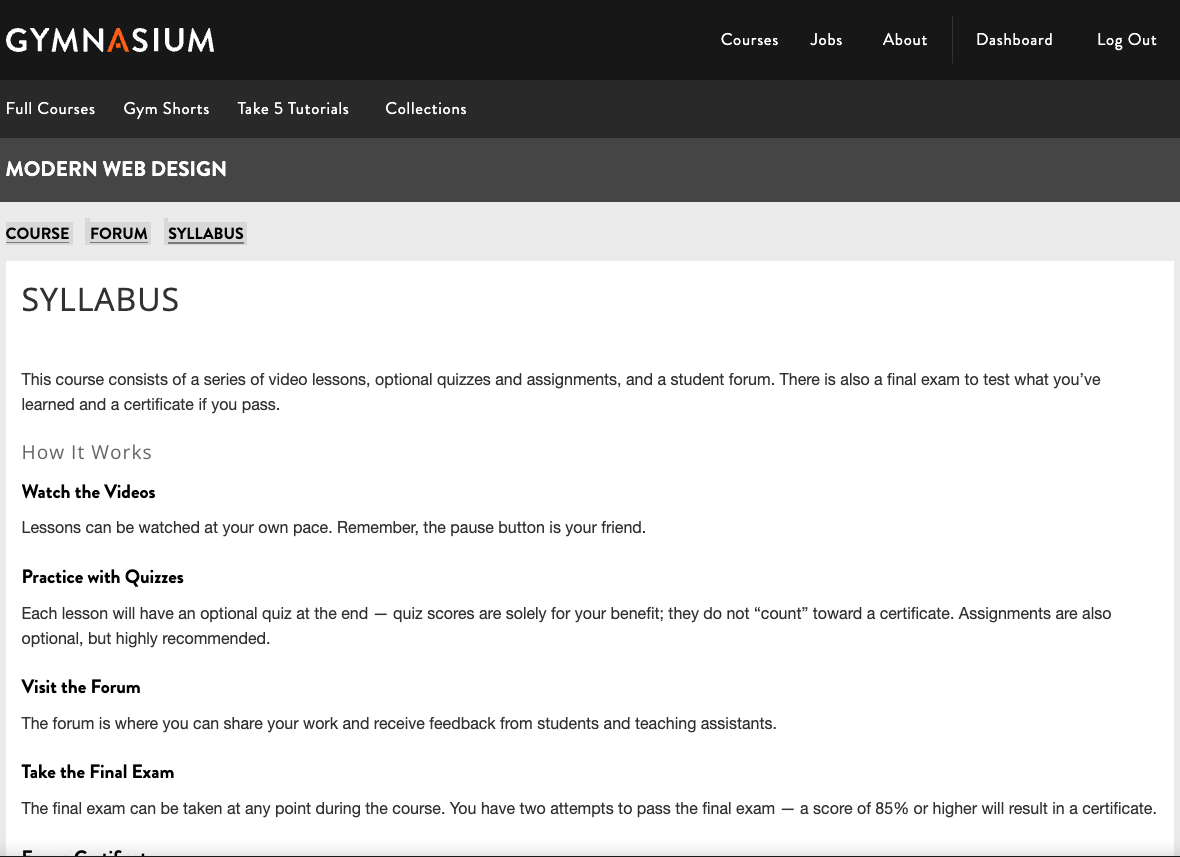 GYMNASIUM
Courses Jobs About Dashboard Log Out
Full Courses Gym Shorts Take 5 Tutorials Collections
MODERN WEB DESIGN
COURSE FORUM SYLLABUS
SYLLABUS
This course consists of a series of video lessons, optional quizzes and assignments, and a student forum. There is also a final exam to test what you’ve
learned and a certificate if you pass.
How It Works
Watch the Videos
Lessons can be watched at your own pace. Remember, the pause button is your friend.
Practice with Quizzes
Each lesson will have an optional quiz at the end — quiz scores are solely for your benefit; they do not “count” toward a certificate. Assignments are also
optional, but highly recommended.
Visit the Forum
The forum is where you can share your work and receive feedback from students and teaching assistants.
Take the Final Exam
The final exam can be taken at any point during the course. You have two attempts to pass the final exam — a score of 85% or higher will result in a certificate.